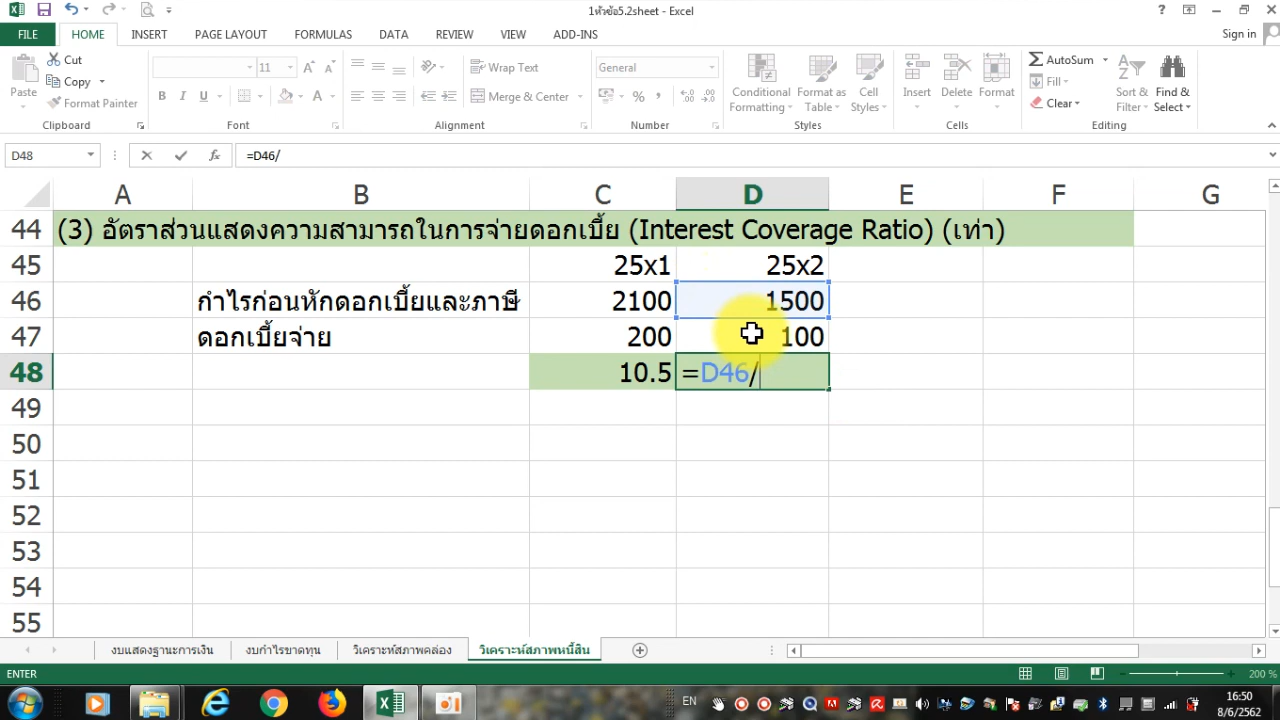 1หัวข้อ5.2sheet - Excel
FILE HOME INSERT PAGE LAYOUT FORMULAS DATA REVIEW VIEW ADD-INS Sign in
Paste
Cut
Copy
Format Painter
11
B I U
Wrap Text
Merge & Center
General
%
Conditional Formatting
Format as Table
Cell Styles
Insert
Delete
Format
AutoSum
Fill
Clear
Sort & Filter
Find & Select
Clipboard Font Alignment Number Styles Cells Editing
D48 fx =D46/
A B C D E F G
44 (3) อัตราส่วนแสดงความสามารถในการจ่ายดอกเบี้ย (Interest Coverage Ratio) (เท่า)
45 25x1 25x2
46 กำไรก่อนหักดอกเบี้ยและภาษี 2100 1500
47 ดอกเบี้ยจ่าย 200 100
48 10.5 =D46/
49
50
51
52
53
54
55
งบแสดงฐานะการเงิน งบกำไรขาดทุน วิเคราะห์สภาพคล่อง วิเคราะห์สภาพหนี้สิน
ENTER 200 %
EN 16:50
8/6/2562